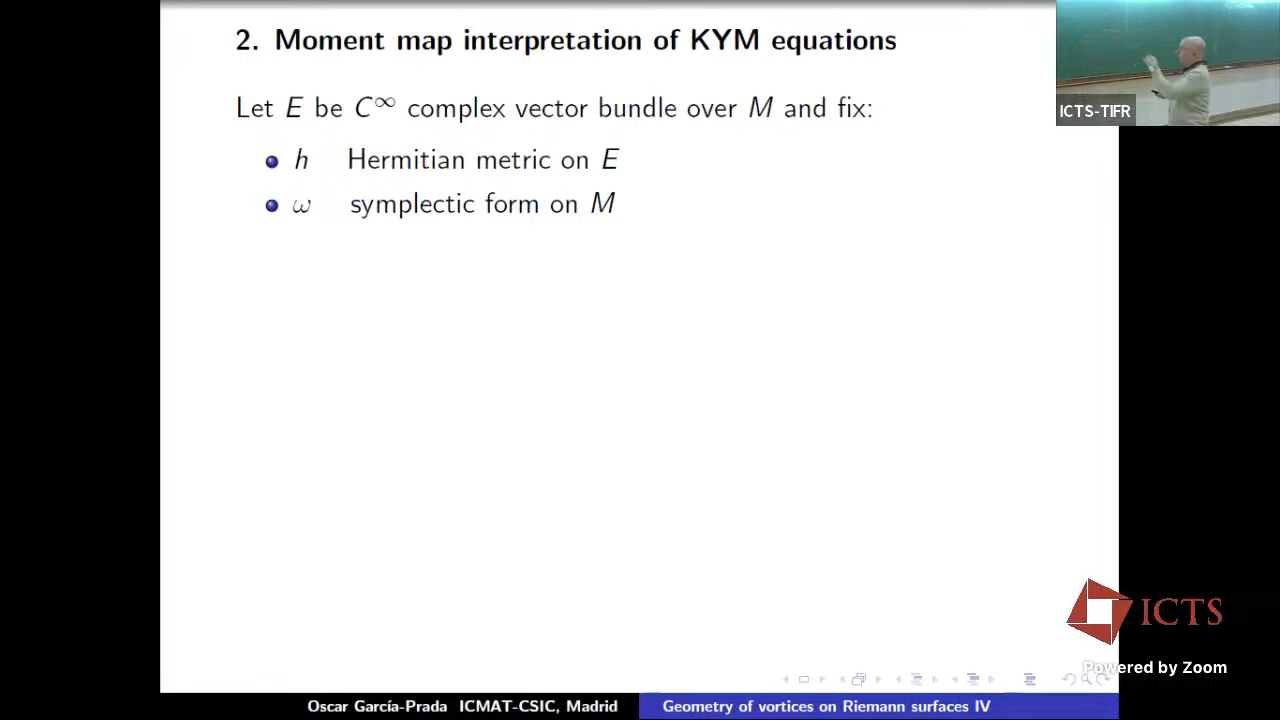 2. Moment map interpretation of KYM equations
ICTS-TIFR
Let E be C∞ complex vector bundle over M and fix:
h Hermitian metric on E
ω symplectic form on M
ICTS
Powered by Zoom
Oscar García-Prada ICMAT-CSIC, Madrid
Geometry of vortices on Riemann surfaces IV